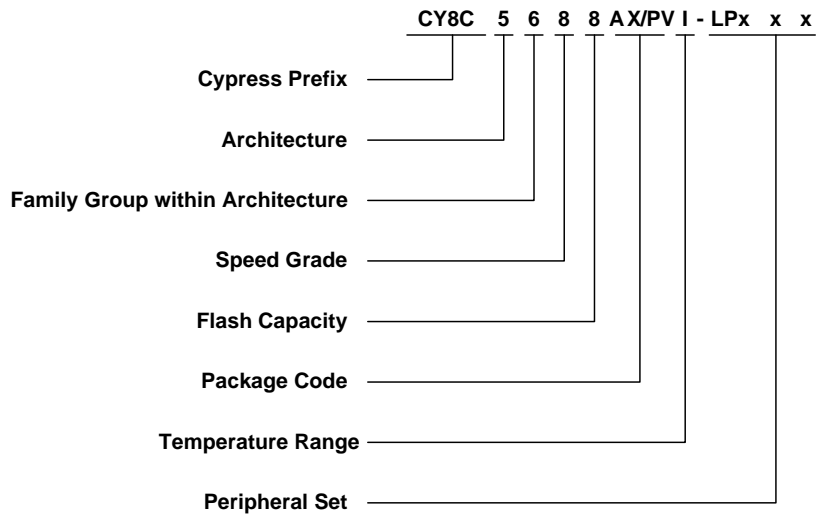 CY8C 5 6 8 8 AX/PV I - LPx x x
Cypress Prefix
Architecture
Family Group within Architecture
Speed Grade
Flash Capacity
Package Code
Temperature Range
Peripheral Set